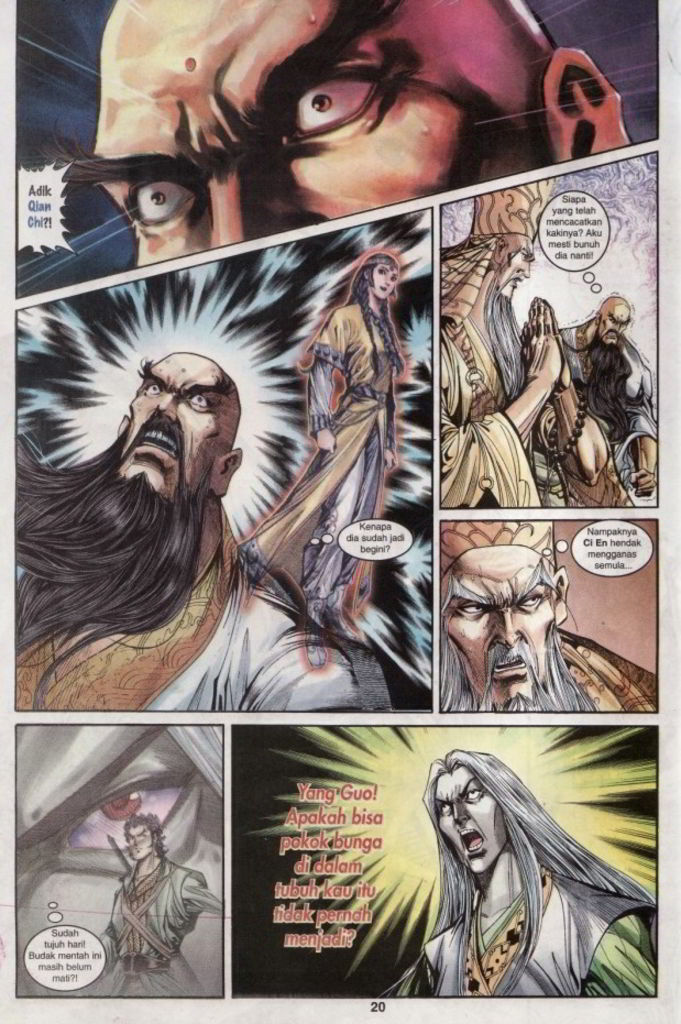 Adik
Qian
Chi?!
Siapa
yang telah
mencacatkan
kakinya? Aku
mesti bunuh
dia nanti!
Kenapa
dia sudah jadi
begini?
Nampaknya
Ci En hendak
mengganas
semula...
Sudah
tujuh hari!
Budak mentah ini
masih belum
mati?!
Yang Guo!
Apakah bisa
pokok bunga
di dalam
tubuh kau itu
tidak pernah
menjadi?
20